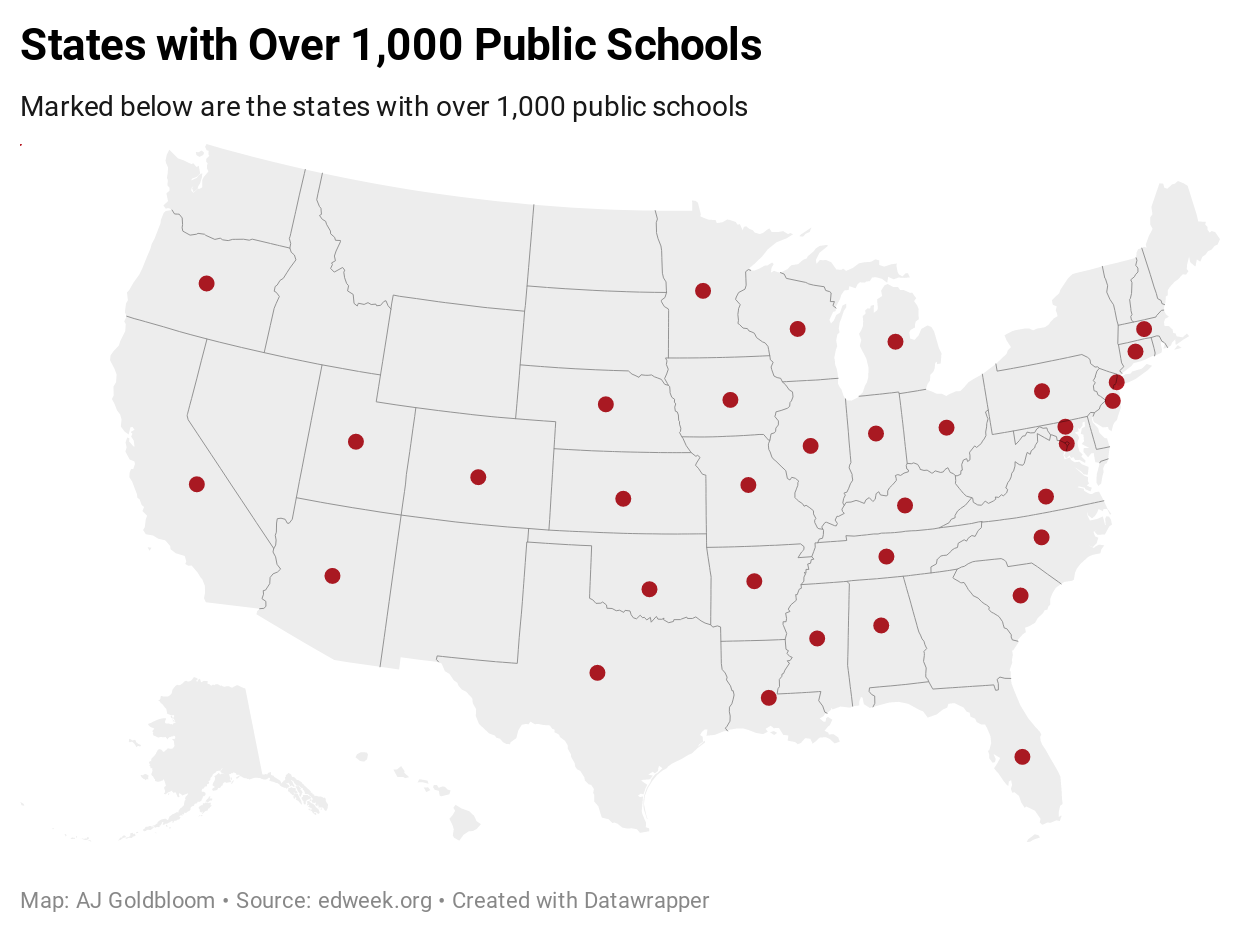 States with Over 1,000 Public Schools
Marked below are the states with over 1,000 public schools
Map: AJ Goldbloom • Source: edweek.org • Created with Datawrapper